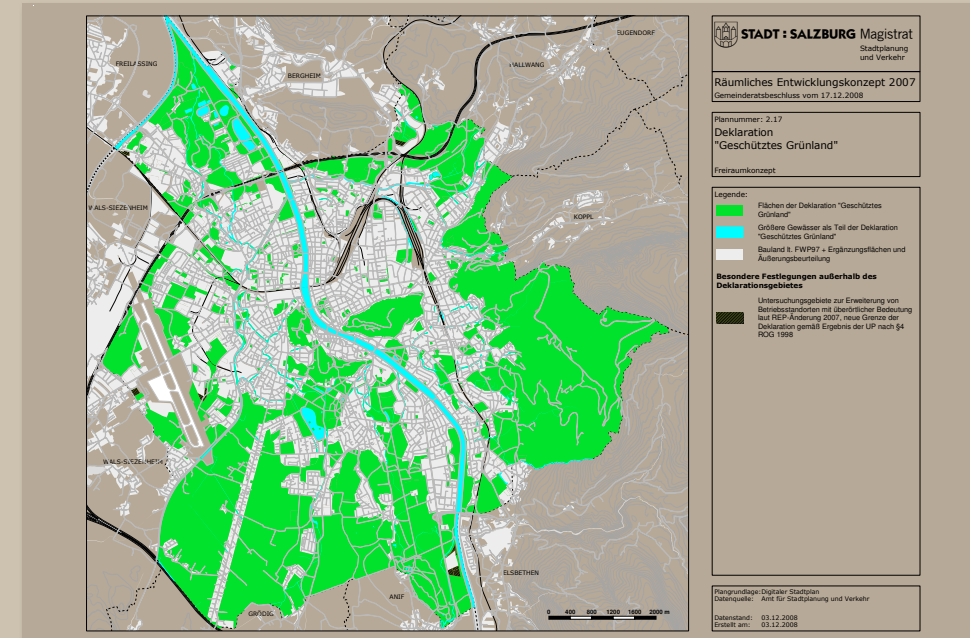 FREILASSING
BERGHEIM
HALLWANG
EUGENDORF
WALS-SIEZENHEIM
KOPPL
WALS-SIEZENHEIM
ELSBETHEN
ANIF
GRÖDIG
0 400 800 1200 1600 2000 m
STADT : SALZBURG Magistrat
Stadtplanung
und Verkehr
Räumliches Entwicklungskonzept 2007
Gemeinderatsbeschluss vom 17.12.2008
Plannummer: 2.17
Deklaration
"Geschütztes Grünland"
Freiraumkonzept
Legende:
Flächen der Deklaration "Geschütztes
Grünland"
Größere Gewässer als Teil der Deklaration
"Geschütztes Grünland"
Bauland lt. FWP97 + Ergänzungsflächen und
Äußerungsbeurteilung
Besondere Festlegungen außerhalb des
Deklarationsgebietes
Untersuchungsgebiete zur Erweiterung von
Betriebsstandorten mit überörtlicher Bedeutung
laut REP-Änderung 2007, neue Grenze der
Deklaration gemäß Ergebnis der UP nach §4
ROG 1998
Plangrundlage: Digitaler Stadtplan
Datenquelle: Amt für Stadtplanung und Verkehr
Datenstand: 03.12.2008
Erstellt am: 03.12.2008